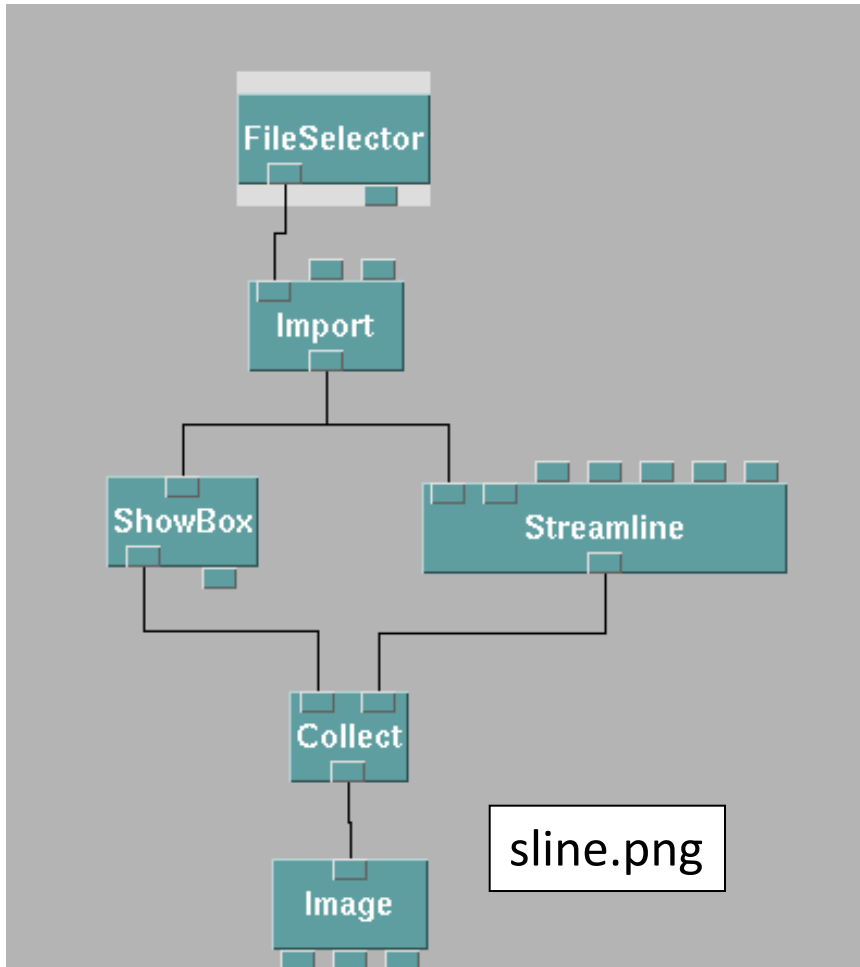 FileSelector
Import
ShowBox
Streamline
Collect
sline.png
Image